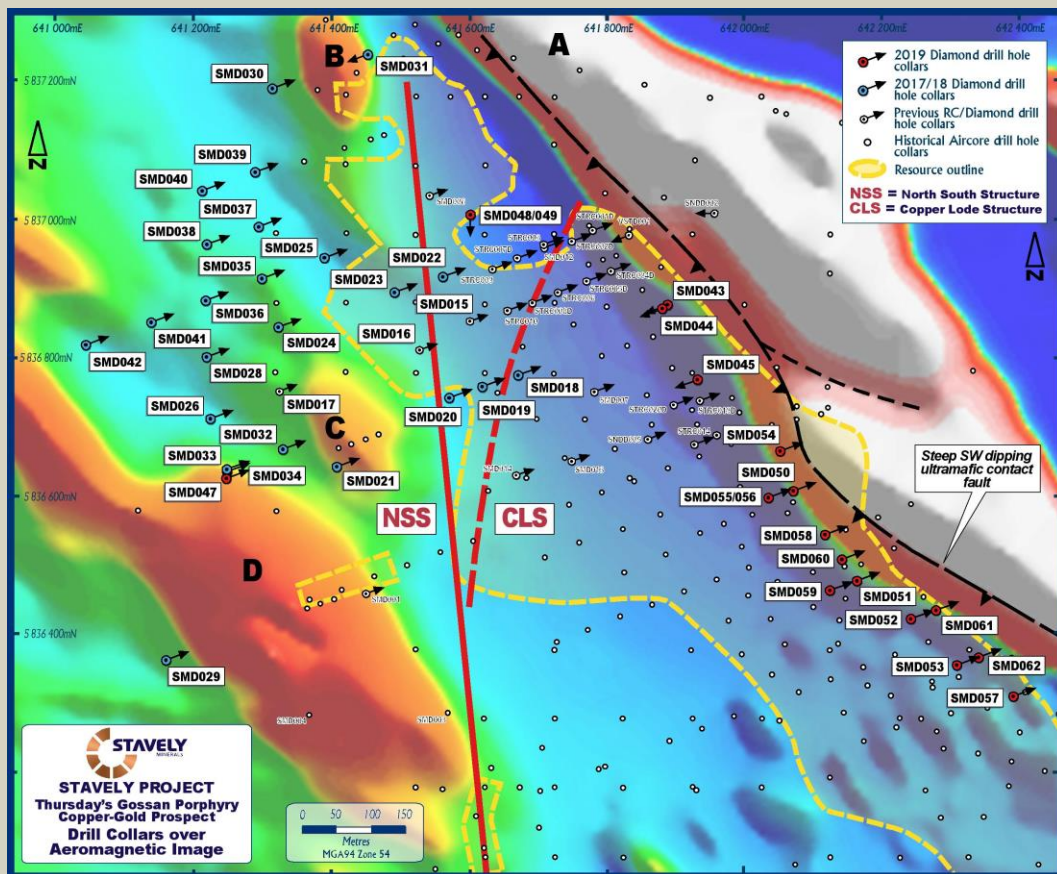 641 000mE
641 200mE
641 400mE
641 600mE
641 800mE
642 000mE
642 200mE
642 400mE
A
B
SMD031
SMD030
2019 Diamond drill hole
collars
2017/18 Diamond drill
hole collars
Previous RC/Diamond drill
hole collars
Historical Aircore drill hole
collars
Resource outline
NSS = North South Structure
CLS = Copper Lode Structure
5 837 200mN
N
N
SMD039
SMD040
SMD037
SMD038
SMD048/049
5 837 000mN
SMD025
SMD022
SMD035
SMD023
SMD015
SMD043
SMD036
SMD044
SMD016
SMD024
SMD041
SMD042
5 836 800mN
SMD028
SMD045
SMD018
SMD017
SMD019
SMD020
SMD026
SMD032
C
SMD054
SMD033
SMD034
SMD021
SMD047
SMD050
Steep SW dipping
ultramafic contact
fault
5 836 600mN
SMD055/056
NSS
CLS
SMD058
SMD060
D
SMD059
SMD051
SMD052
SMD061
5 836 400mN
SMD053
SMD062
SMD029
SMD057
STAVELY
MINERALS
STAVELY PROJECT
Thursday's Gossan Porphyry
Copper-Gold Prospect
Drill Collars over
Aeromagnetic Image
0 50 100 150
Metres
MGA94 Zone 54